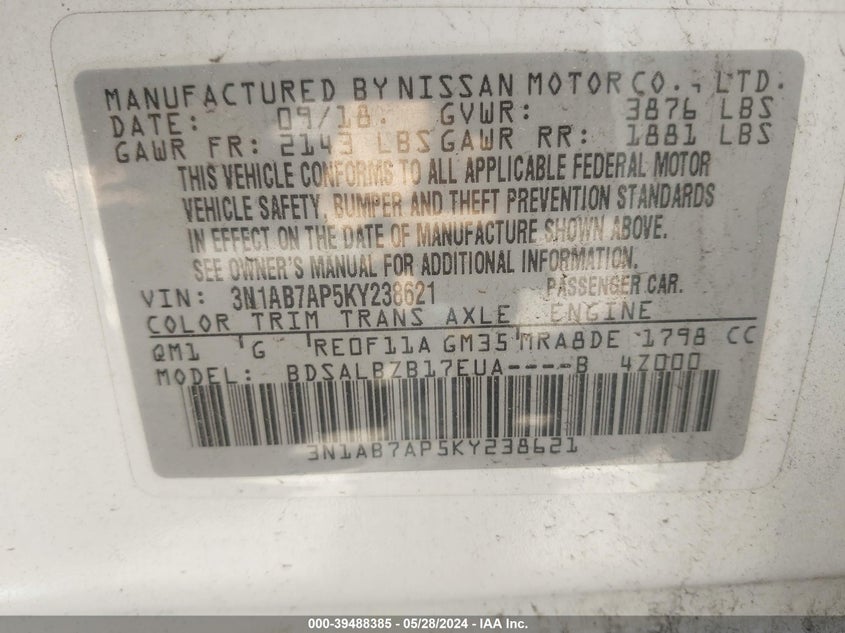 MANUFACTURED BY NISSAN MOTOR CO., LTD.
DATE: 09/18. GVWR: 3876 LBS
GAWR FR: 2143 LBS GAWR RR: 1881 LBS
THIS VEHICLE CONFORMS TO ALL APPLICABLE FEDERAL MOTOR
VEHICLE SAFETY, BUMPER AND THEFT PREVENTION STANDARDS
IN EFFECT ON THE DATE OF MANUFACTURE SHOWN ABOVE.
SEE OWNER'S MANUAL FOR ADDITIONAL INFORMATION.
VIN: 3N1AB7AP5KY238621 PASSENGER CAR.
COLOR TRIM TRANS AXLE ENGINE
QM1 G RE0F11A GM35 MRA8DE 1798 CC
MODEL: BDSALBZB17EUA----B 4Z000
3N1AB7AP5KY238621
000-39488385 - 05/28/2024 - IAA Inc.